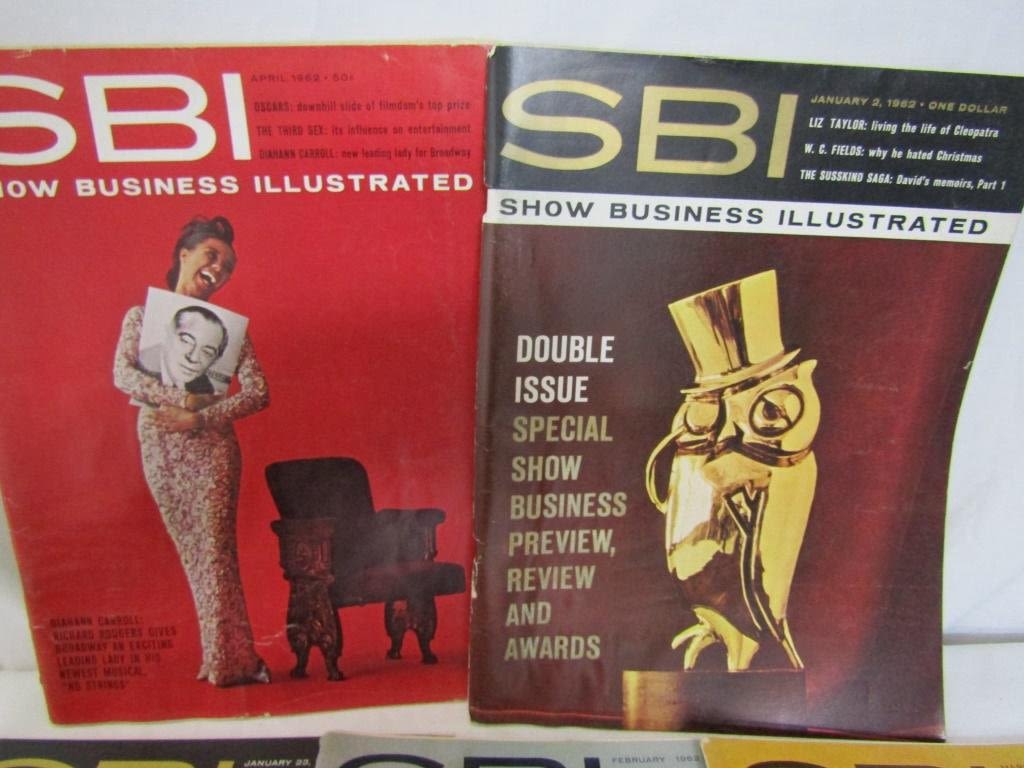 SBI
APRIL 1962 • 50¢
OSCARS: downhill slide of filmdom's top prize
THE THIRD SEX: its influence on entertainment
DIAHANN CARROLL: new leading lady for Broadway
HOW BUSINESS ILLUSTRATED
DIAHANN CARROLL:
RICHARD RODGERS GIVES
BROADWAY AN EXCITING
LEADING LADY IN HIS
NEWEST MUSICAL,
"NO STRINGS"
SBI
JANUARY 2, 1962 • ONE DOLLAR
LIZ TAYLOR: living the life of Cleopatra
W. C. FIELDS: why he hated Christmas
THE SUSSKIND SAGA: David's memoirs, Part 1
SHOW BUSINESS ILLUSTRATED
DOUBLE
ISSUE
SPECIAL
SHOW
BUSINESS
PREVIEW,
REVIEW
AND
AWARDS
SBI
JANUARY 23,
SBI
FEBRUARY 1962
SBI